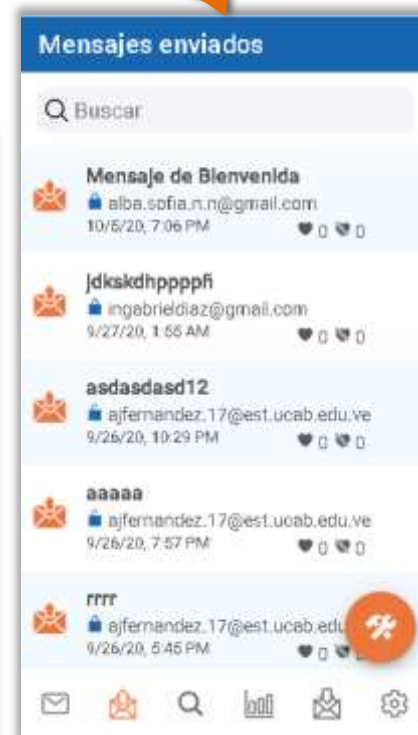 Mensajes enviados
Buscar
Mensaje de Bienvenida
alba.sofia.n.n@gmail.com
10/5/20, 7:06 PM 0 0
jdkskdhppppfi
ingabrieldiaz@gmail.com
9/27/20, 1:55 AM 0 0
asdasdasd12
ajfernandez.17@est.ucab.edu.ve
9/26/20, 10:29 PM 0 0
aaaaa
ajfernandez.17@est.ucab.edu.ve
9/26/20, 7:57 PM 0 0
rrrr
ajfernandez.17@est.ucab.edu
9/26/20, 5:45 PM 0